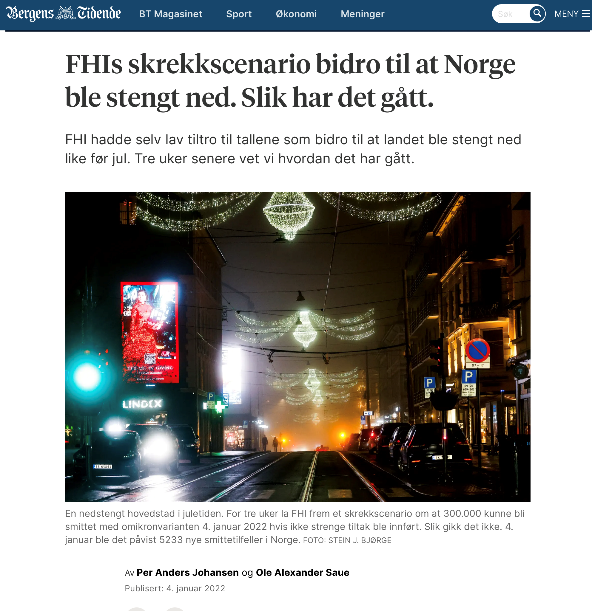 Bergens Tidende BT Magasinet Sport Økonomi Meninger Søk MENY
FHIs skrekkscenario bidro til at Norge
ble stengt ned. Slik har det gått.
FHI hadde selv lav tiltro til tallene som bidro til at landet ble stengt ned
like før jul. Tre uker senere vet vi hvordan det har gått.
LINDEX
P
P
P
En nedstengt hovedstad i juletiden. For tre uker la FHI frem et skrekkscenario om at 300.000 kunne bli
smittet med omikronvarianten 4. januar 2022 hvis ikke strenge tiltak ble innført. Slik gikk det ikke. 4.
januar ble det påvist 5233 nye smittetilfeller i Norge. FOTO: STEIN J. BJØRGE
Av Per Anders Johansen og Ole Alexander Saue
Publisert: 4. januar 2022